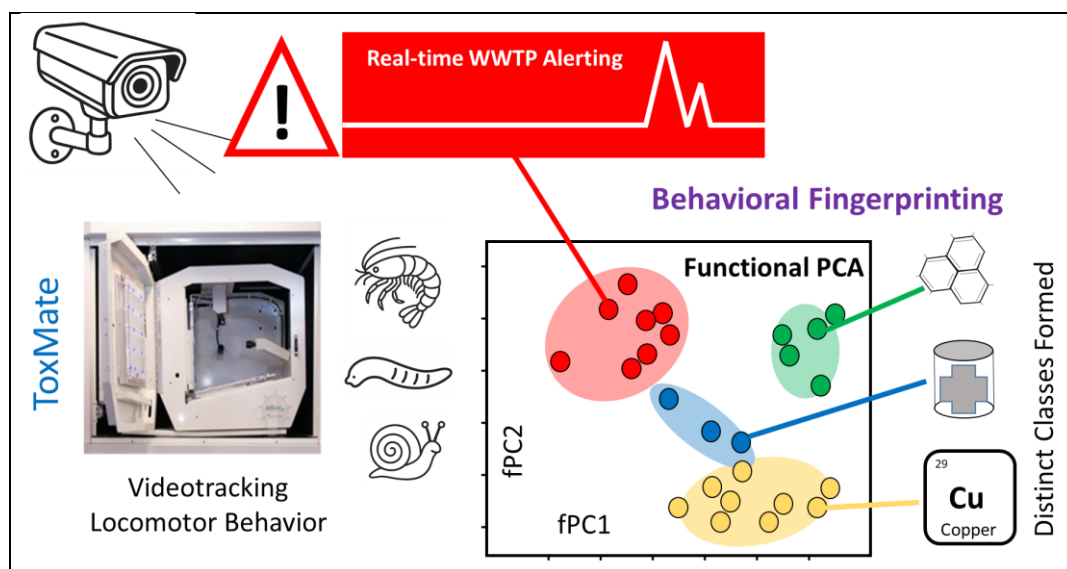 !
Real-time WWTP Alerting
Behavioral Fingerprinting
ToxMate
Functional PCA
fPC2
fPC1
Videotracking
Locomotor Behavior
29
Cu
Copper
Distinct Classes Formed